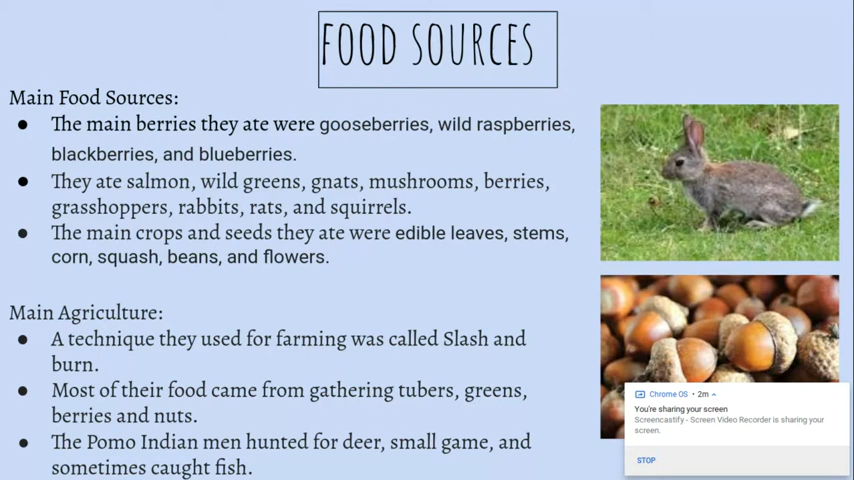 FOOD SOURCES
Main Food Sources:
● The main berries they ate were gooseberries, wild raspberries,
blackberries, and blueberries.
● They ate salmon, wild greens, gnats, mushrooms, berries,
grasshoppers, rabbits, rats, and squirrels.
● The main crops and seeds they ate were edible leaves, stems,
corn, squash, beans, and flowers.
Main Agriculture:
● A technique they used for farming was called Slash and
burn.
● Most of their food came from gathering tubers, greens,
berries and nuts.
● The Pomo Indian men hunted for deer, small game, and
sometimes caught fish.
Chrome OS • 2m
You're sharing your screen
Screencastify - Screen Video Recorder is sharing your
screen.
STOP